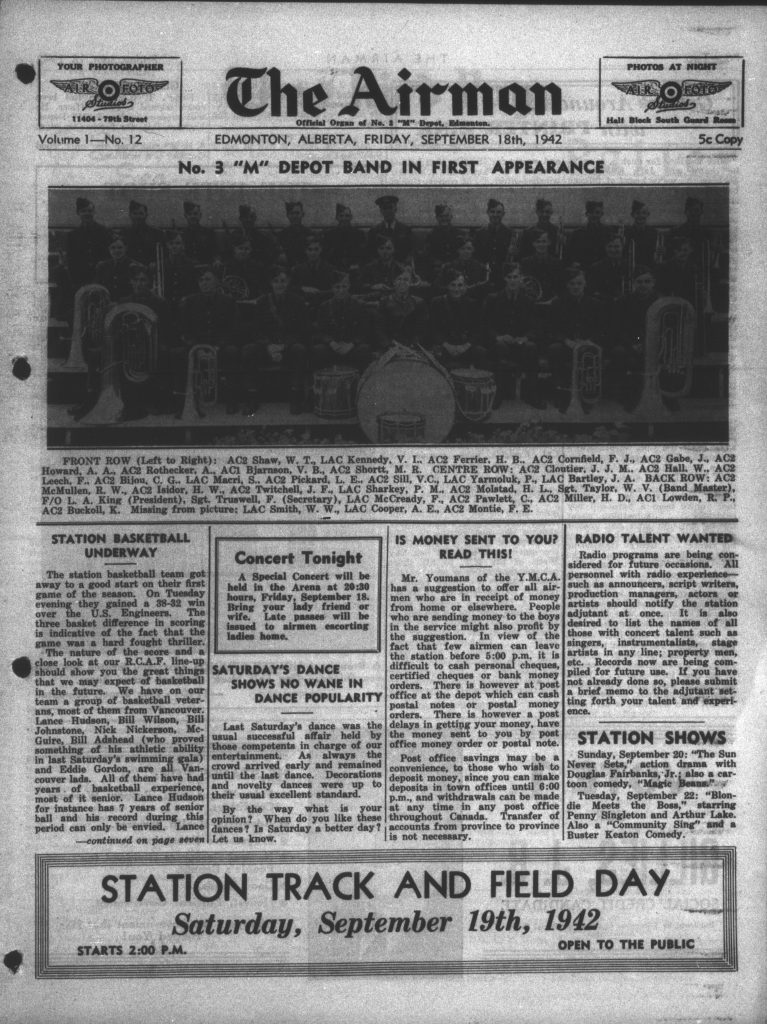 YOUR PHOTOGRAPHER
AIR FOTO
Studios
11404 - 79th Street
The Airman
Official Organ of No. 3 "M" Depot, Edmonton.
PHOTOS AT NIGHT
AIR FOTO
Studios
Half Block South Guard Room
Volume 1—No. 12
EDMONTON, ALBERTA, FRIDAY, SEPTEMBER 18th, 1942
5c Copy
No. 3 "M" DEPOT BAND IN FIRST APPEARANCE
FRONT ROW (Left to Right): AC2 Shaw, W. T., LAC Kennedy, V. I., AC2 Ferrier, H. B., AC2 Cornfield, F. J., AC2 Gabe, J., AC2
Howard, A. A., AC2 Rothecker, A., AC1 Bjarnson, V. B., AC2 Shortt, M. R. CENTRE ROW: AC2 Cloutier, J. J. M., AC2 Hall, W., AC2
Leech, F., AC2 Bijou, C. G., LAC Macri, S., AC2 Pickard, L. E., AC2 Sill, V.C., LAC Yarmoluk, P., LAC Bartley, J. A. BACK ROW: AC2
McMullen, R. W., AC2 Isidor, H. W., AC2 Twitchell, J. F., LAC Sharkey, P. M., AC2 Molstad, H. L., Sgt. Taylor, W. V. (Band Master),
F/O L. A. King (President), Sgt. Truswell, F. (Secretary), LAC McCready, F., AC2 Fawlett, C., AC2 Miller, H. D., AC1 Lowden, R. P.,
AC2 Buckoll, K. Missing from picture: LAC Smith, W. W., LAC Cooper, A. E., AC2 Montie, F. E.
STATION BASKETBALL
UNDERWAY
The station basketball team got
away to a good start on their first
game of the season. On Tuesday
evening they gained a 38-32 win
over the U.S. Engineers. The
three basket difference in scoring
is indicative of the fact that the
game was a hard fought thriller.
The nature of the score and a
close look at our R.C.A.F. line-up
should show you the great things
that we may expect of basketball
in the future. We have on our
team a group of basketball veter-
ans, most of them from Vancouver.
Lance Hudson, Bill Wilson, Bill
Johnstone, Nick Nickerson, Mc-
Guire, Bill Adshead (who proved
something of his athletic ability
in last Saturday's swimming gala)
and Eddie Gordon, are all Van-
couver lads. All of them have had
years of basketball experience,
most of it senior. Lance Hudson
for instance has 7 years of senior
ball and his record during this
period can only be envied. Lance
—continued on page seven
Concert Tonight
A Special Concert will be
held in the Arena at 20:30
hours, Friday, September 18.
Bring your lady friend or
wife. Late passes will be
issued to airmen escorting
ladies home.
SATURDAY'S DANCE
SHOWS NO WANE IN
DANCE POPULARITY
Last Saturday's dance was the
usual successful affair held by
those competents in charge of our
entertainment. As always the
crowd arrived early and remained
until the last dance. Decorations
and novelty dances were up to
their usual excellent standard.
By the way what is your
opinion? When do you like these
dances? Is Saturday a better day?
Let us know.
IS MONEY SENT TO YOU?
READ THIS!
Mr. Youmans of the Y.M.C.A.
has a suggestion to offer all air-
men who are in receipt of money
from home or elsewhere. People
who are sending money to the boys
in the service might also profit by
the suggestion. In view of the
fact that few airmen can leave
the station before 5:00 p.m., it is
difficult to cash personal cheques,
certified cheques or bank money
orders. There is however at post
office at the depot which can cash
postal notes or postal money
orders. There is however a post
delays in getting your money, have
the money sent to you by post
office money order or postal note.
Post office savings may be a
convenience, to those who wish to
deposit money, since you can make
deposits in town offices until 6:00
p.m., and withdrawals can be made
at any time in any post office
throughout Canada. Transfer of
accounts from province to province
is not necessary.
RADIO TALENT WANTED
Radio programs are being con-
sidered for future occasions. All
personnel with radio experience—
such as announcers, script writers,
production managers, actors or
artists should notify the station
adjutant at once. It is also
desired to list the names of all
those with concert talent such as
singers, instrumentalists, stage
artists in any line; property men,
etc. Records now are being com-
piled for future use. If you have
not already done so, please submit
a brief memo to the adjutant set-
ting forth your talent and experi-
ence.
STATION SHOWS
Sunday, September 20: "The Sun
Never Sets," action drama with
Douglas Fairbanks, Jr.; also a car-
toon comedy, "Magic Beans."
Tuesday, September 22: "Blon-
die Meets the Boss," starring
Penny Singleton and Arthur Lake.
Also a "Community Sing" and a
Buster Keaton Comedy.
STATION TRACK AND FIELD DAY
Saturday, September 19th, 1942
STARTS 2:00 P.M.
OPEN TO THE PUBLIC